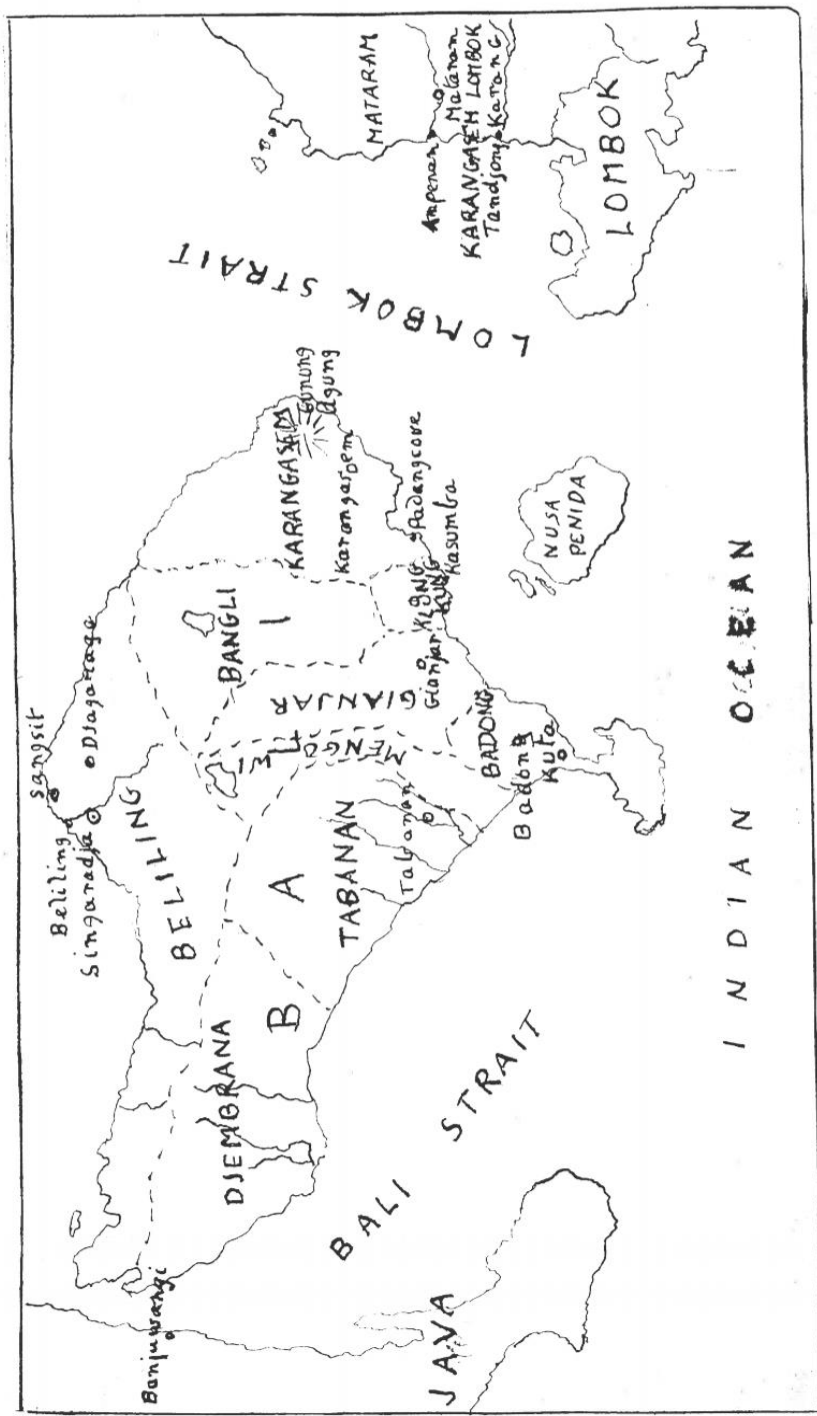 Sangsit
Beliling
Singaradja
Djagaraga
BELILING
Banjuwangi
DJEMBRANA
B
A
TABANAN
Tabanan
MENGOI
BANGLI
I
GIANJAR
Gianjar
KLONG
KUNG
KARANGASEM
Karangasem
Gunung
Agung
Padangcove
Kasumba
BADONG
Badong
Kuta
NUSA
PENIDA
BALI STRAIT
JAVA
LOMBOK STRAIT
MATARAM
Ampenan
Mataram
KARANGASEM LOMBOK
Tandjong Karang
LOMBOK
INDIAN OCEAN